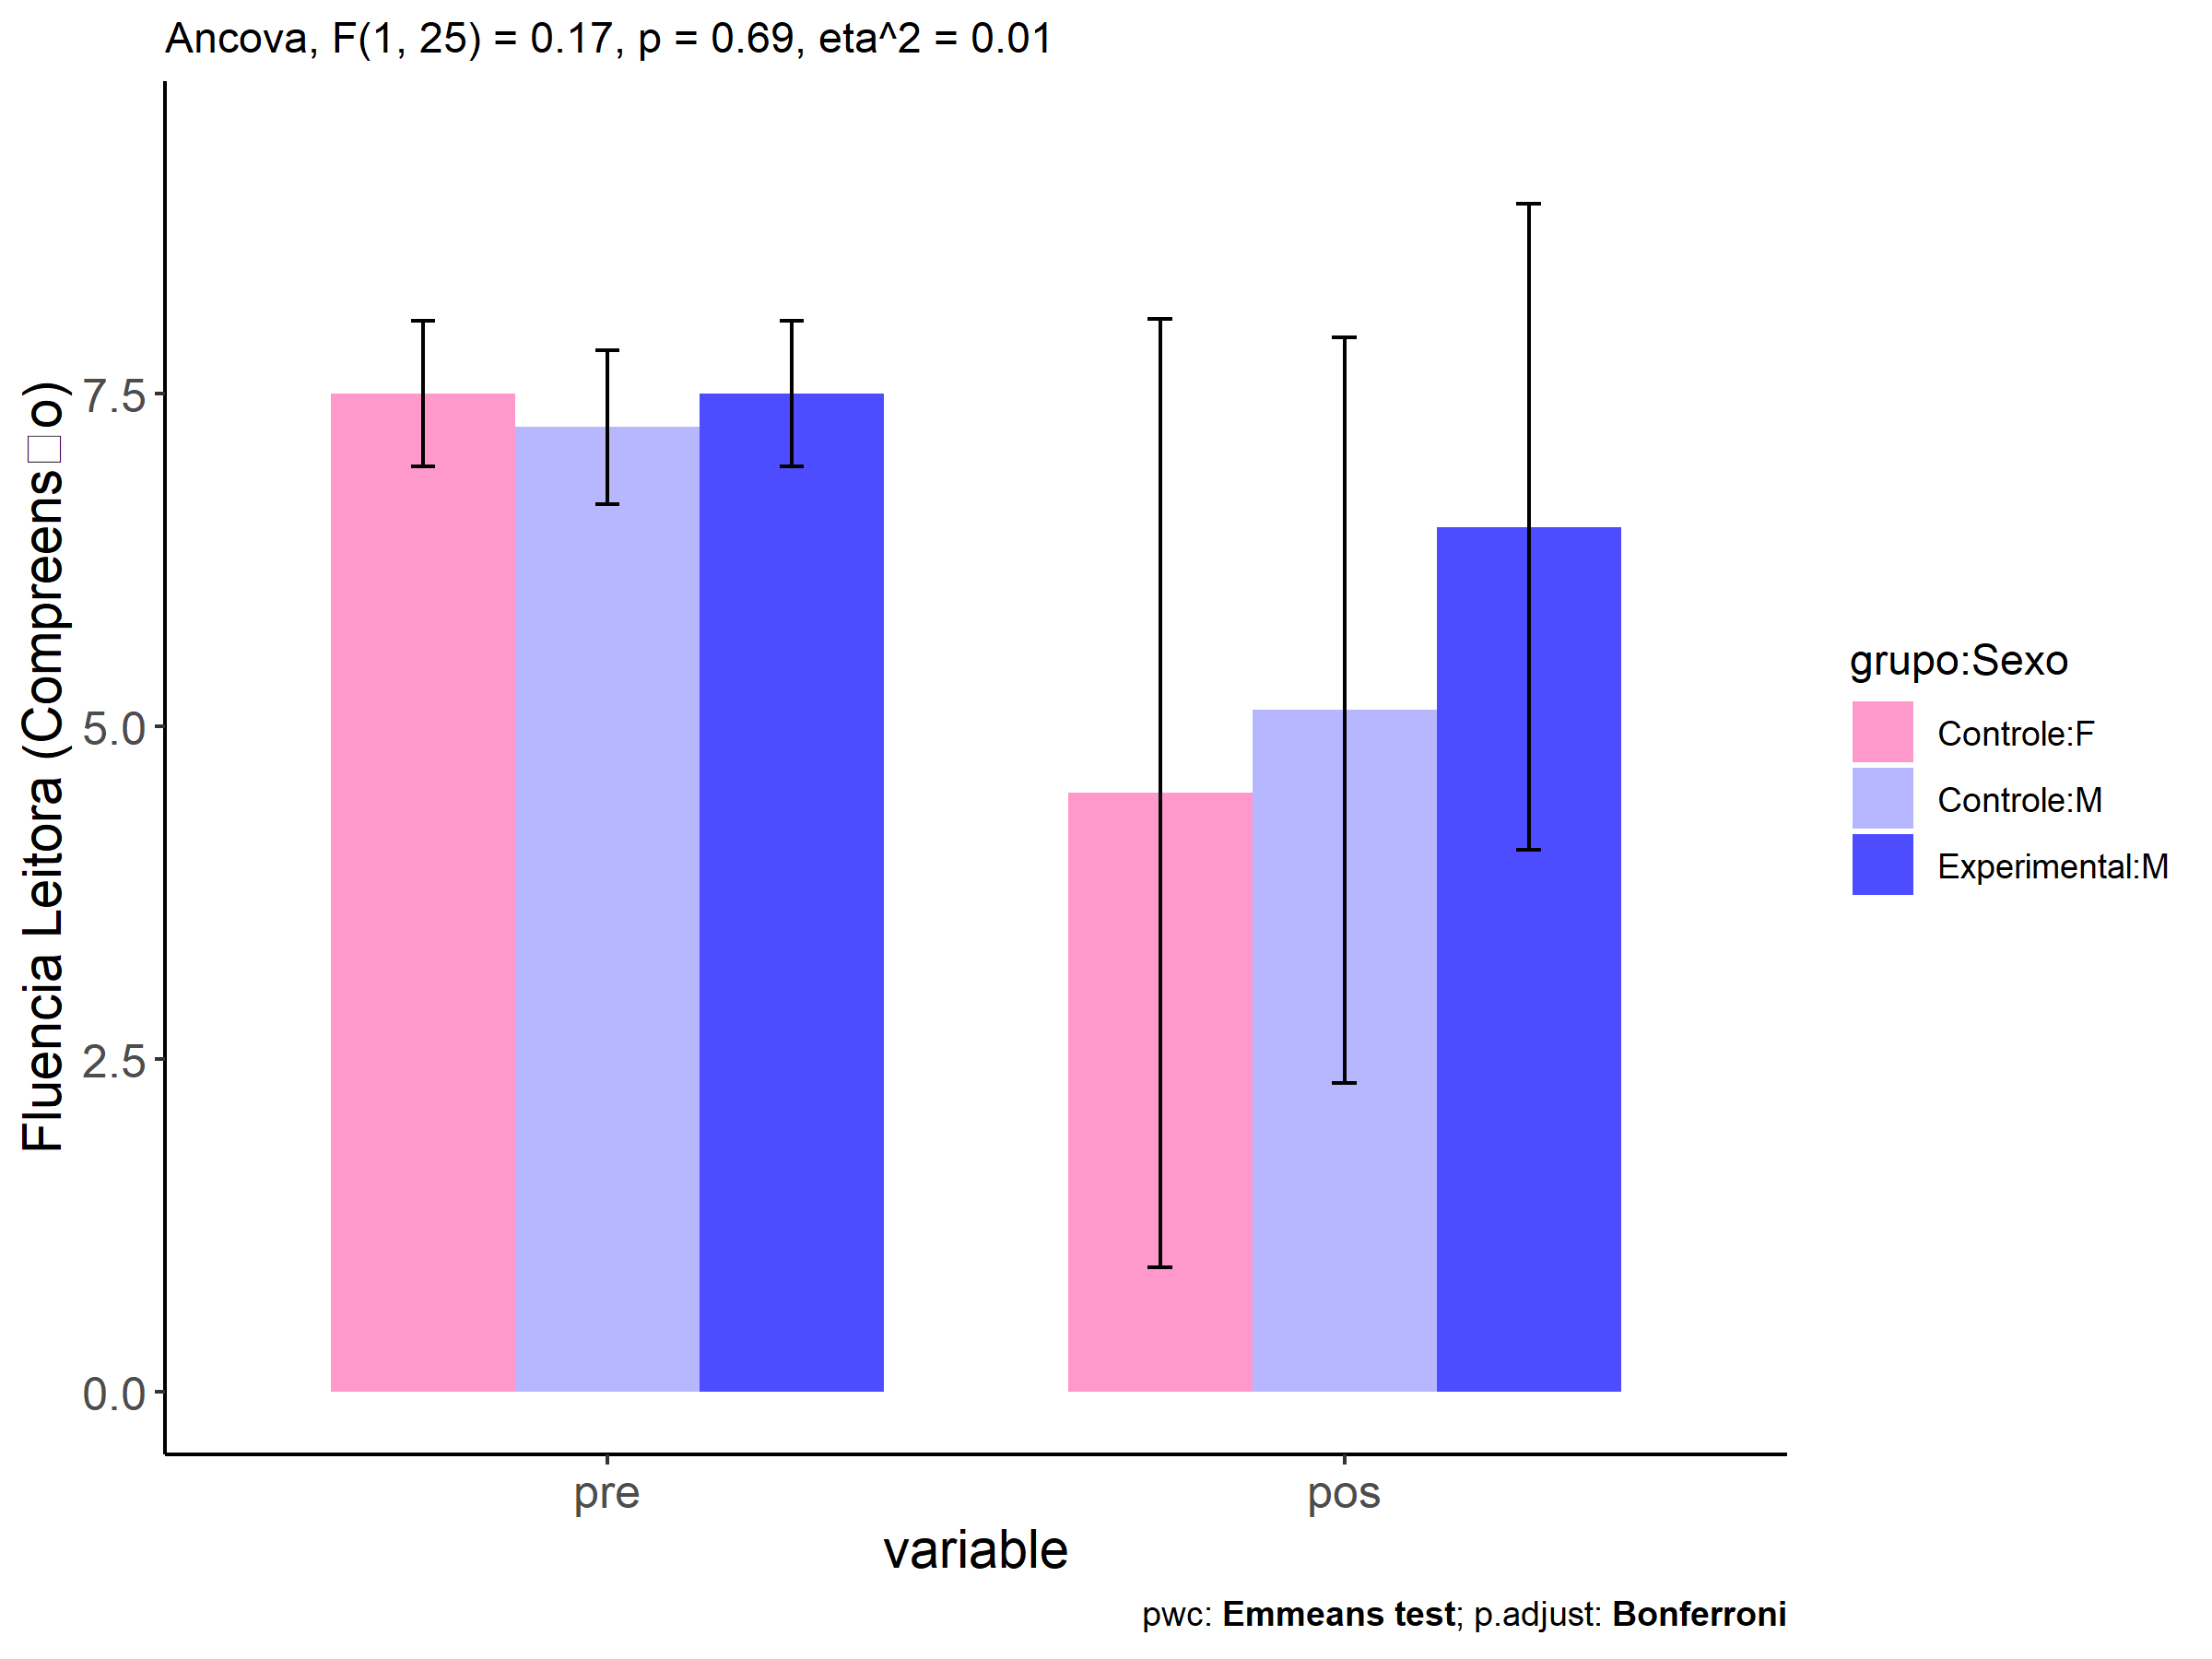 Ancova, F(1, 25) = 0.17, p = 0.69, eta^2 = 0.01
Fluencia Leitora (Compreens□o)
7.5
5.0
2.5
0.0
pre
pos
variable
grupo:Sexo
Controle:F
Controle:M
Experimental:M
pwc: Emmeans test; p.adjust: Bonferroni